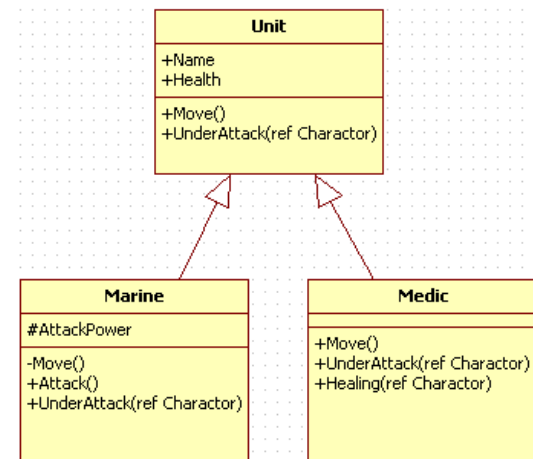 Unit
+Name
+Health
+Move()
+UnderAttack(ref Charactor)
Marine
#AttackPower
-Move()
+Attack()
+UnderAttack(ref Charactor)
Medic
+Move()
+UnderAttack(ref Charactor)
+Healing(ref Charactor)